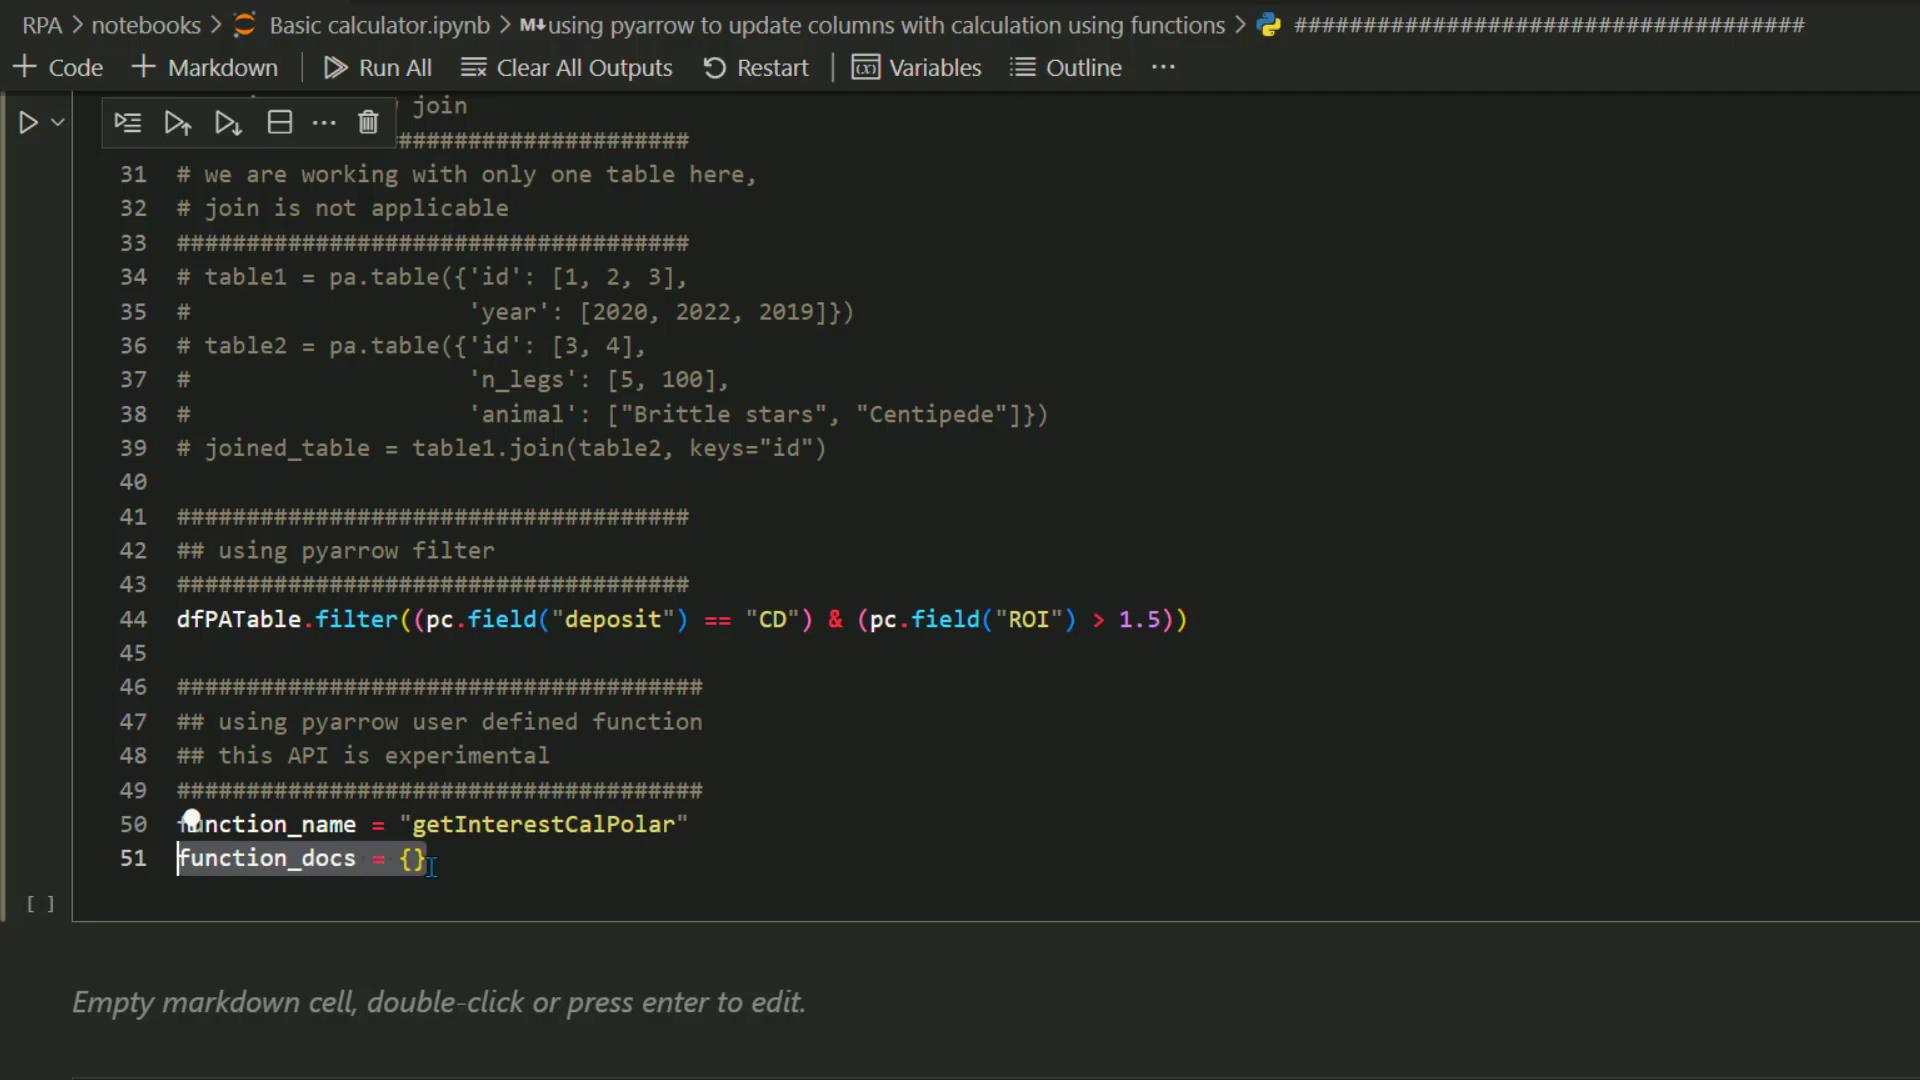 RPA > notebooks > Basic calculator.ipynb > M↓using pyarrow to update columns with calculation using functions > #####################################
+ Code + Markdown Run All Clear All Outputs Restart (x) Variables Outline ...
join
#####################
31 # we are working with only one table here,
32 # join is not applicable
33 #####################################
34 # table1 = pa.table({'id': [1, 2, 3],
35 # 'year': [2020, 2022, 2019]})
36 # table2 = pa.table({'id': [3, 4],
37 # 'n_legs': [5, 100],
38 # 'animal': ["Brittle stars", "Centipede"]})
39 # joined_table = table1.join(table2, keys="id")
40
41 #####################################
42 ## using pyarrow filter
43 #####################################
44 dfPATable.filter((pc.field("deposit") == "CD") & (pc.field("ROI") > 1.5))
45
46 ######################################
47 ## using pyarrow user defined function
48 ## this API is experimental
49 ######################################
50 function_name = "getInterestCalPolar"
51 function_docs = {}
[ ]
Empty markdown cell, double-click or press enter to edit.